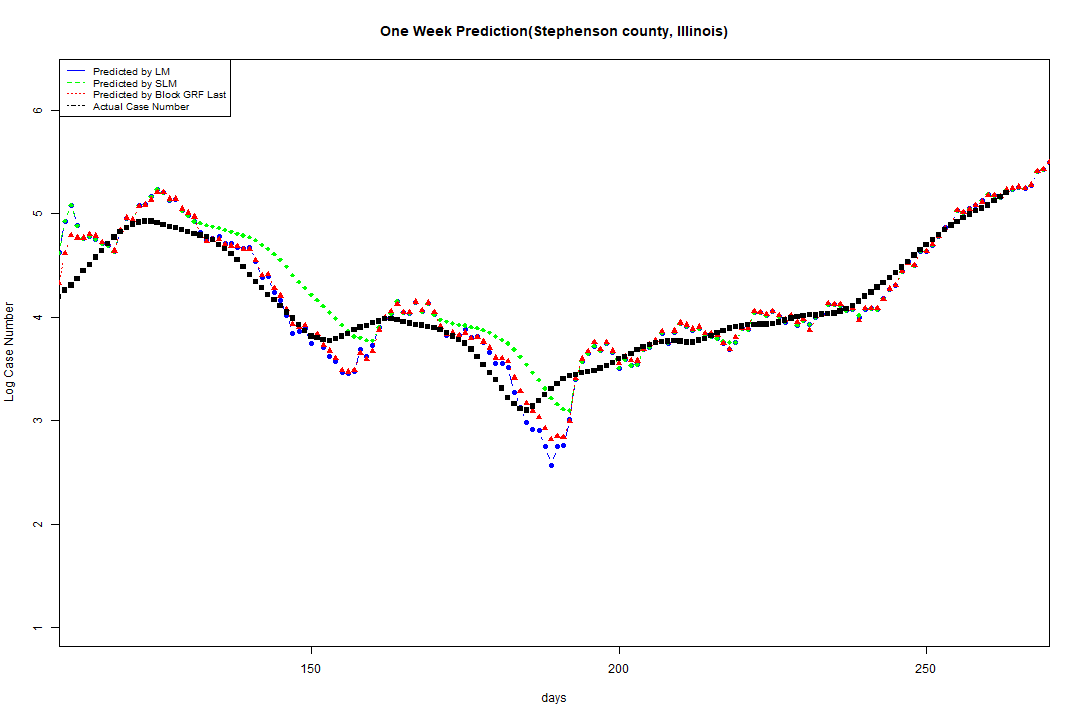 One Week Prediction(Stephenson county, Illinois)
Predicted by LM
Predicted by SLM
Predicted by Block GRF Last
Actual Case Number
6
5
4
3
2
1
Log Case Number
150
200
250
days